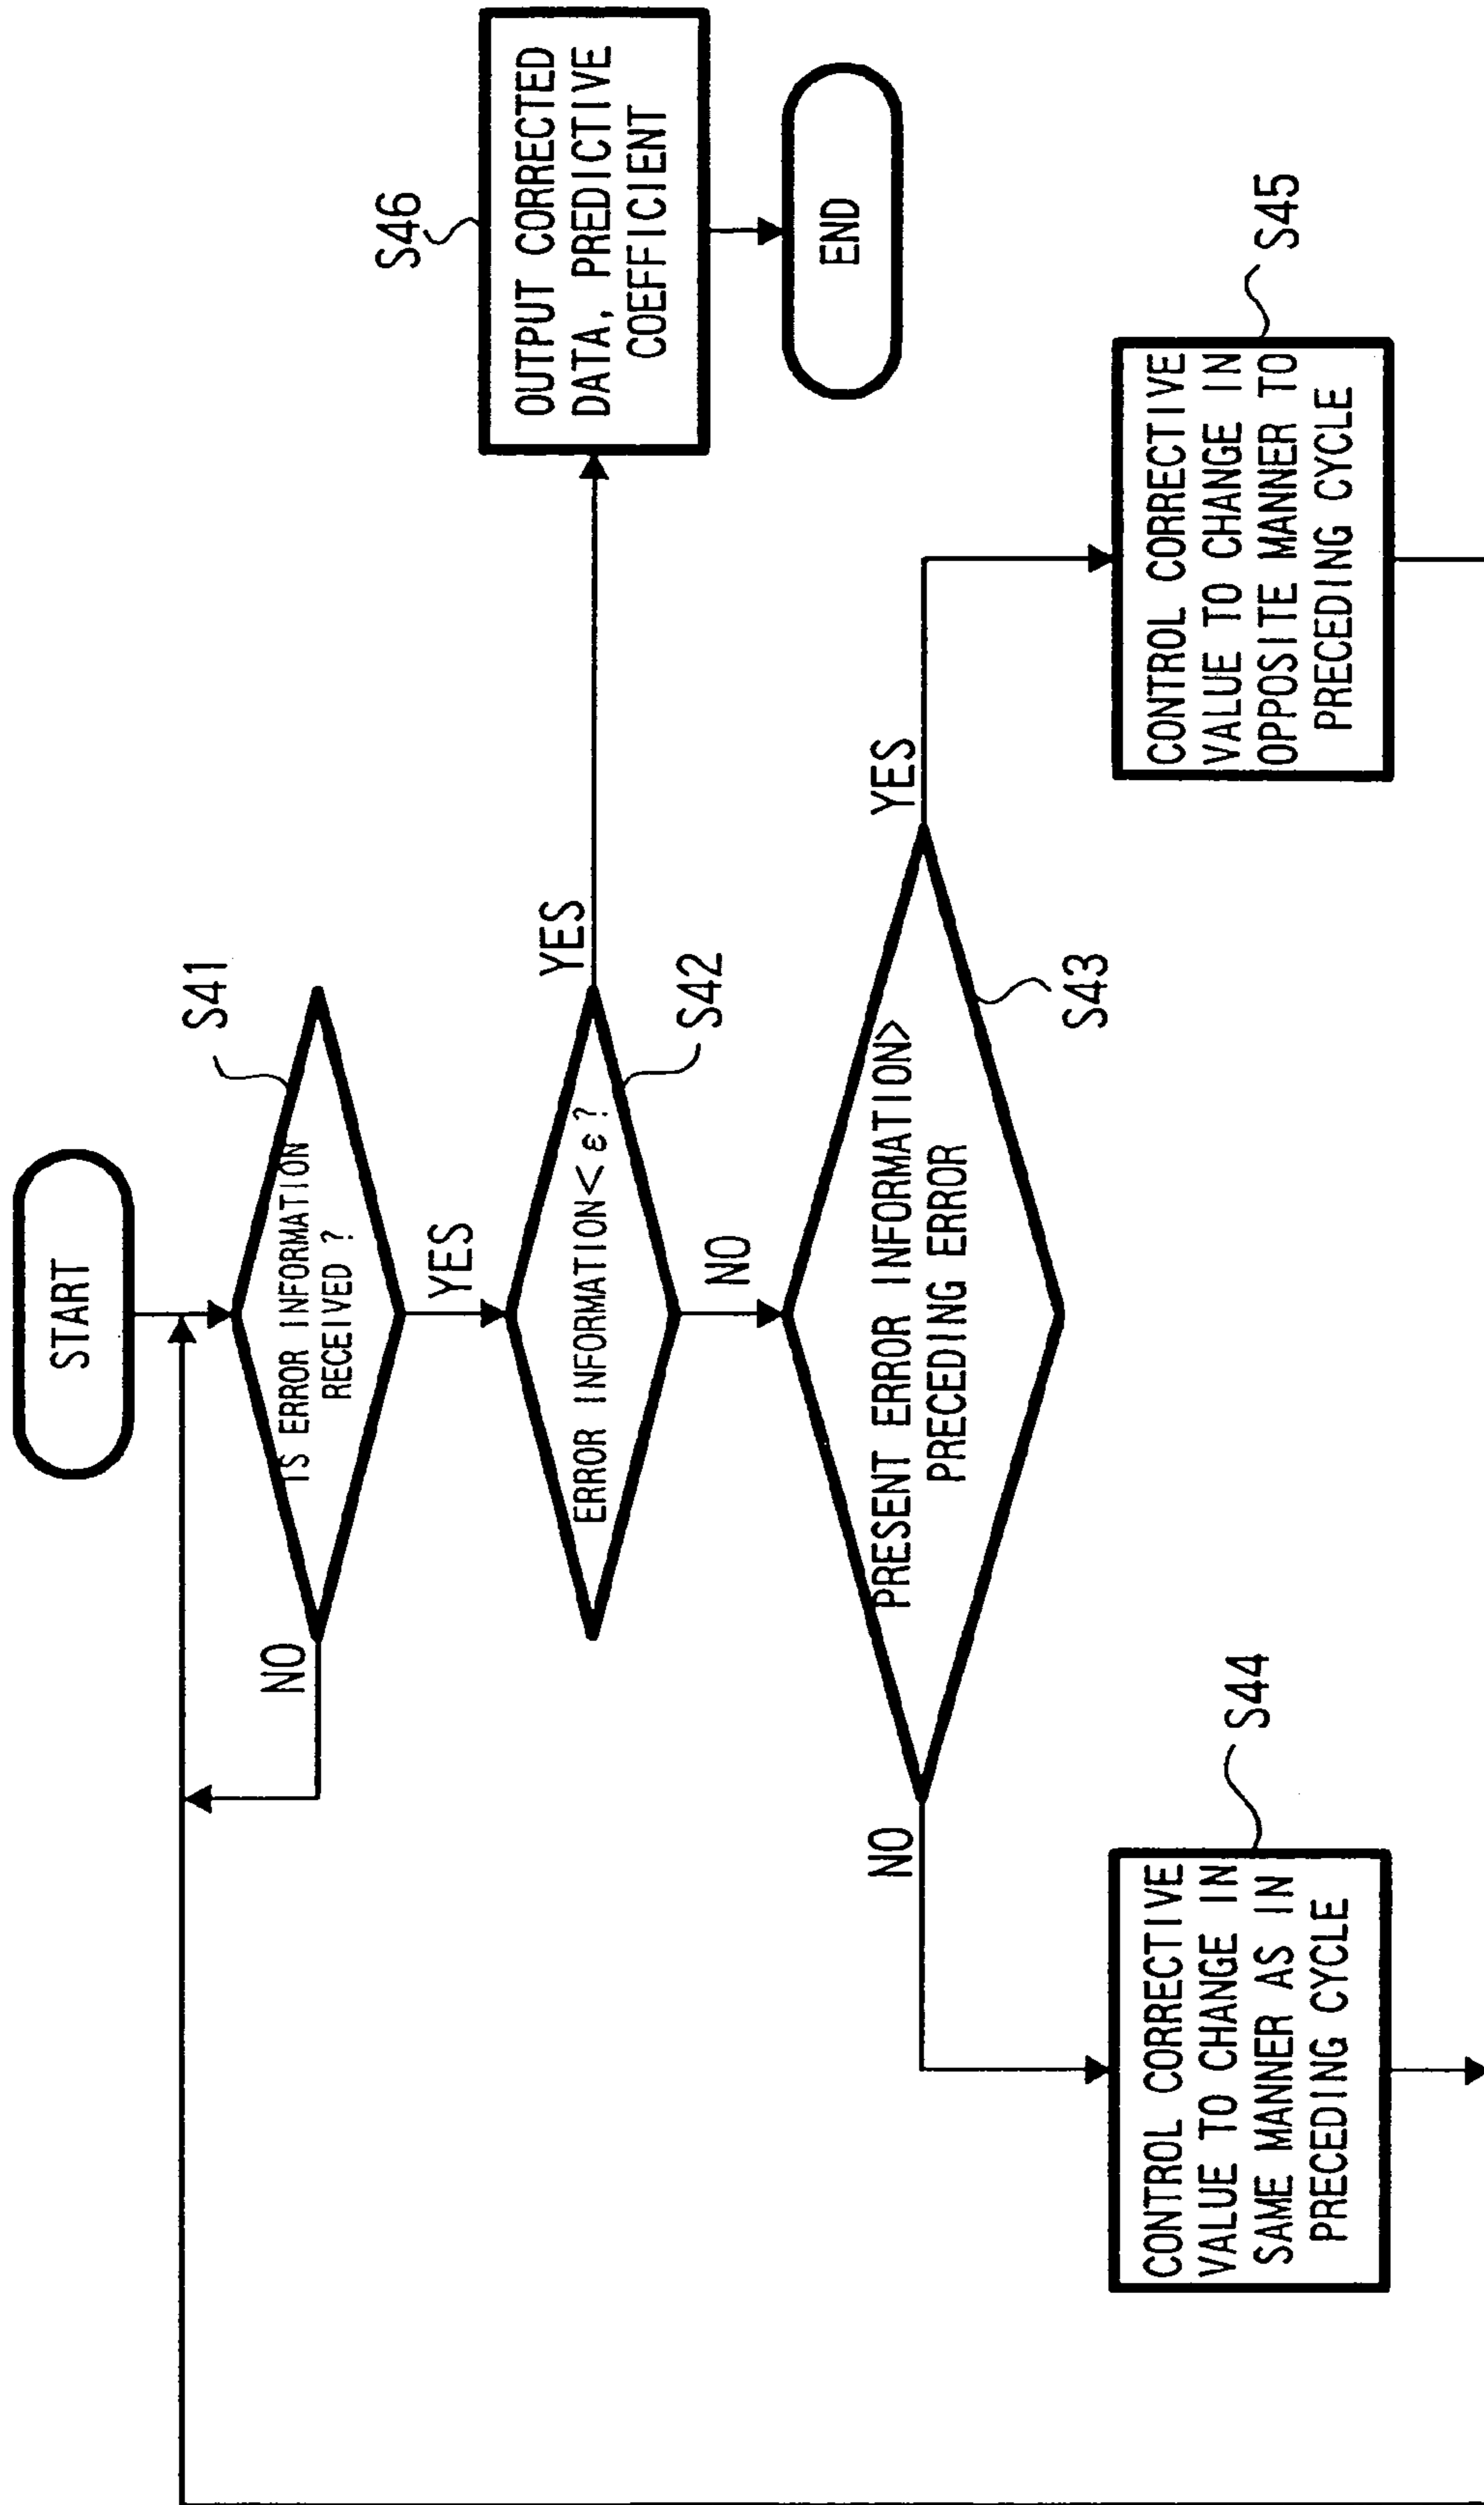 START
S41
IS ERROR INFORMATION
RECEIVED ?
NO
YES
S42
ERROR INFORMATION < ε ?
YES
S46
OUTPUT CORRECTED
DATA, PREDICTIVE
COEFFICIENT
END
NO
PRESENT ERROR INFORMATION>
PRECEDING ERROR
S43
NO
YES
S44
CONTROL CORRECTIVE
VALUE TO CHANGE IN
SAME MANNER AS IN
PRECEDING CYCLE
S45
CONTROL CORRECTIVE
VALUE TO CHANGE IN
OPPOSITE MANNER TO
PRECEDING CYCLE